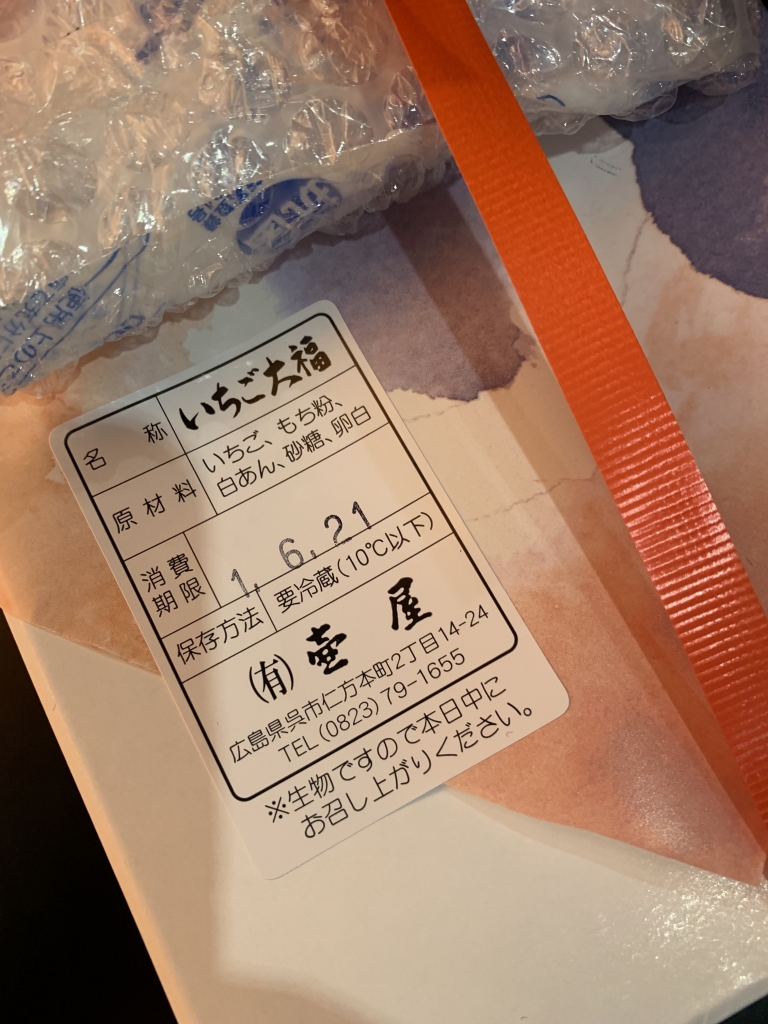 名称 いちご大福
原材料 いちご、もち粉、
白あん、砂糖、卵白
消費期限 1. 6. 21
保存方法 要冷蔵(10℃以下)
(有) 壺 屋
広島県呉市仁方本町2丁目14-24
TEL (0823) 79-1655
※生物ですので本日中に
お召し上がりください。